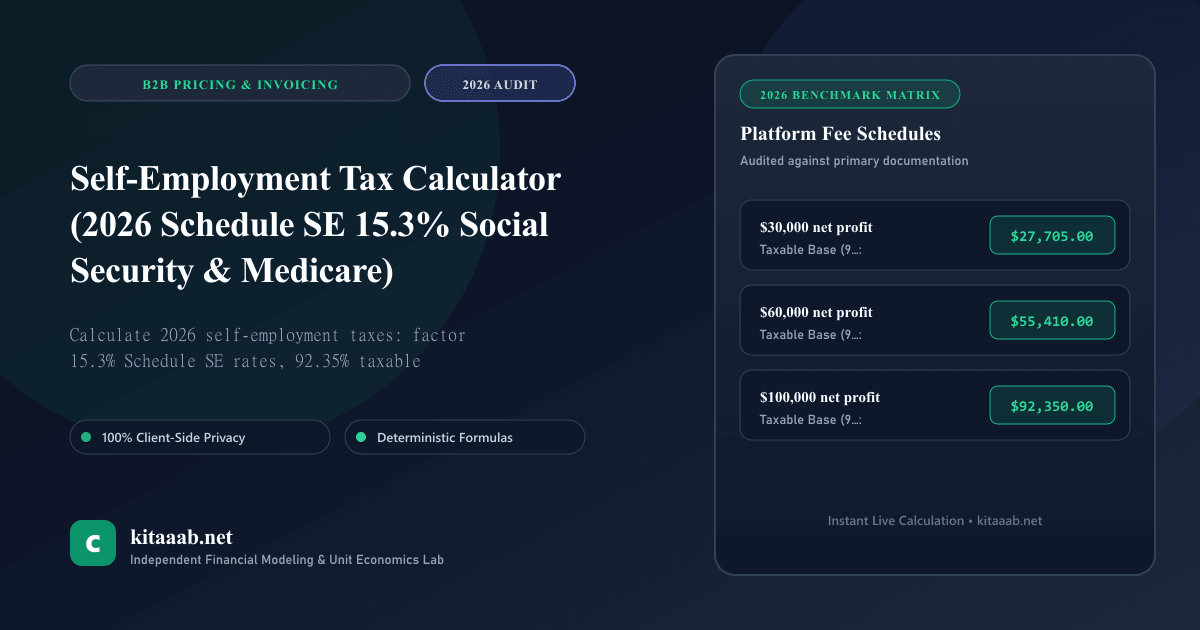 B2B PRICING & INVOICING
2026 AUDIT
Self-Employment Tax Calculator
(2026 Schedule SE 15.3% Social
Security & Medicare)
Calculate 2026 self-employment taxes: factor
15.3% Schedule SE rates, 92.35% taxable
100% Client-Side Privacy
Deterministic Formulas
C
kitaaab.net
Independent Financial Modeling & Unit Economics Lab
2026 BENCHMARK MATRIX
Platform Fee Schedules
Audited against primary documentation
$30,000 net profit
Taxable Base (9…:
$27,705.00
$60,000 net profit
Taxable Base (9…:
$55,410.00
$100,000 net profit
Taxable Base (9…:
$92,350.00
Instant Live Calculation • kitaaab.net